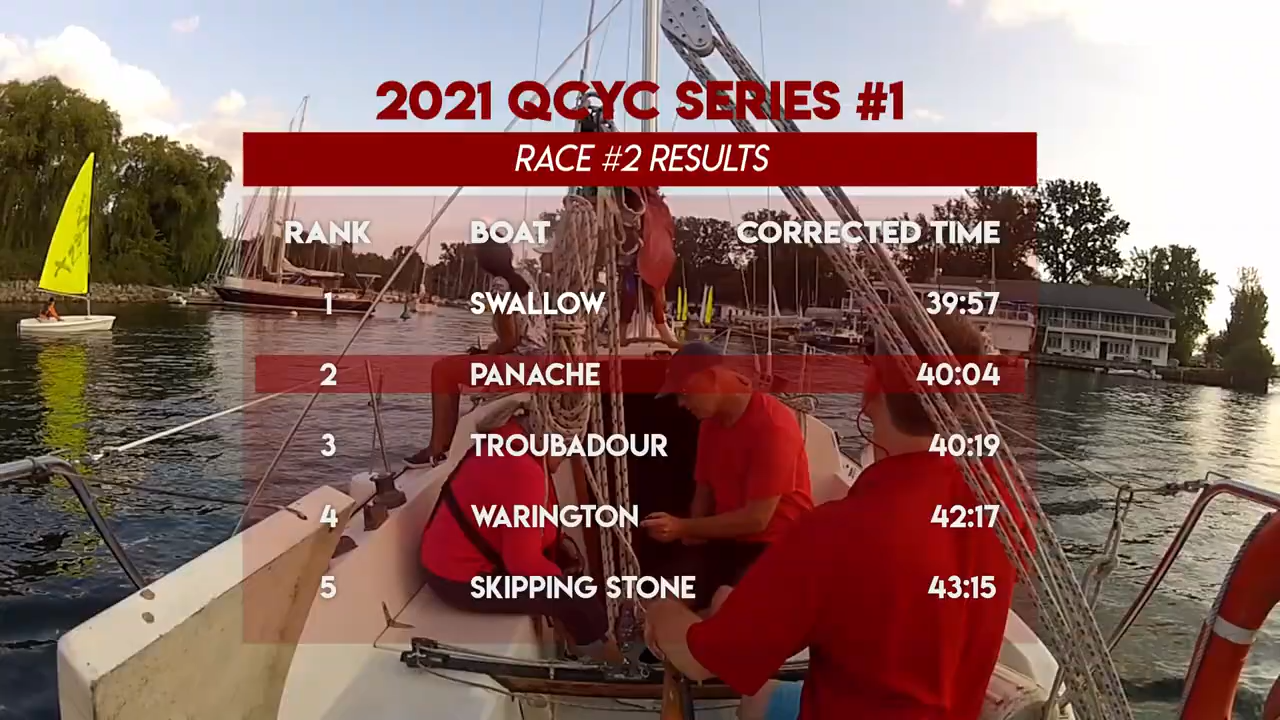 2021 QCYC SERIES #1
RACE #2 RESULTS
RANK BOAT CORRECTED TIME
1 SWALLOW 39:57
2 PANACHE 40:04
3 TROUBADOUR 40:19
4 WARINGTON 42:17
5 SKIPPING STONE 43:15